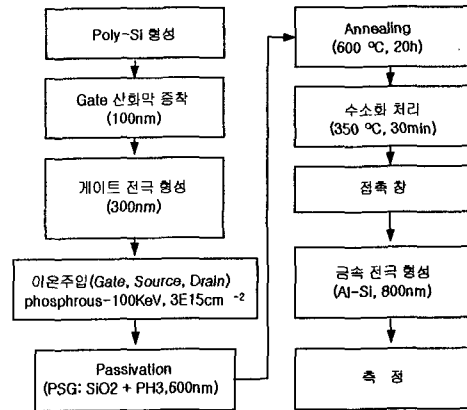 Poly-Si 형성
Gate 산화막 증착
(100nm)
게이트 전극 형성
(300nm)
이온주입(Gate, Source, Drain)
phosphrous-100KeV, 3E15cm ⁻²
Passivation
(PSG: SiO2 + PH3,600nm)
Annealing
(600 ºC, 20h)
수소화 처리
(350 ºC, 30min)
접촉 창
금속 전극 형성
(Al-Si, 800nm)
측 정